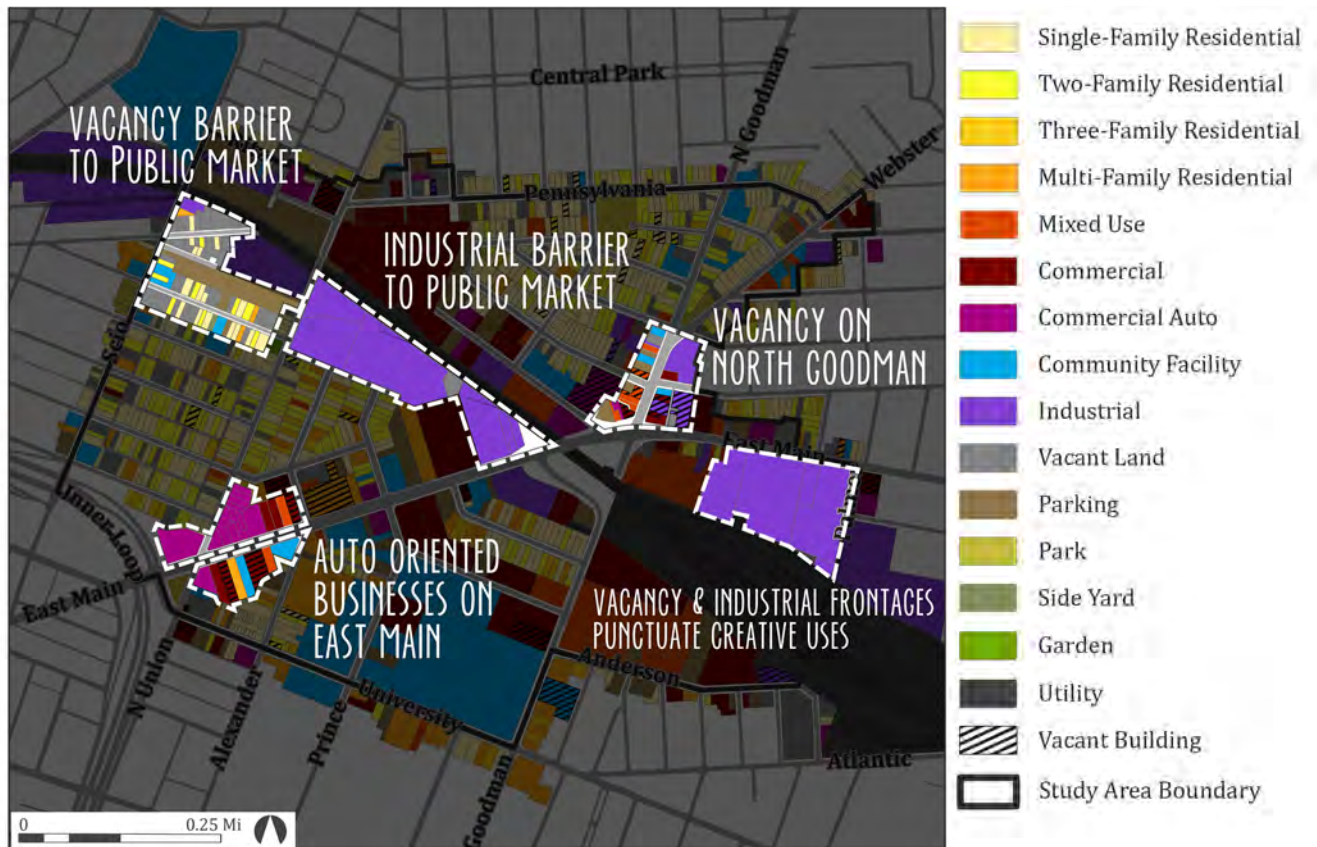 Central Park
N Goodman
Webster
VACANCY BARRIER
TO PUBLIC MARKET
Pennsylvania
INDUSTRIAL BARRIER
TO PUBLIC MARKET
VACANCY ON
NORTH GOODMAN
Scio
East Main
Inner Loop
AUTO ORIENTED
BUSINESSES ON
EAST MAIN
East Main
VACANCY & INDUSTRIAL FRONTAGES
PUNCTUATE CREATIVE USES
N Union
Alexander
Prince
University
Anderson
Goodman
Atlantic
0 0.25 Mi
Single-Family Residential
Two-Family Residential
Three-Family Residential
Multi-Family Residential
Mixed Use
Commercial
Commercial Auto
Community Facility
Industrial
Vacant Land
Parking
Park
Side Yard
Garden
Utility
Vacant Building
Study Area Boundary